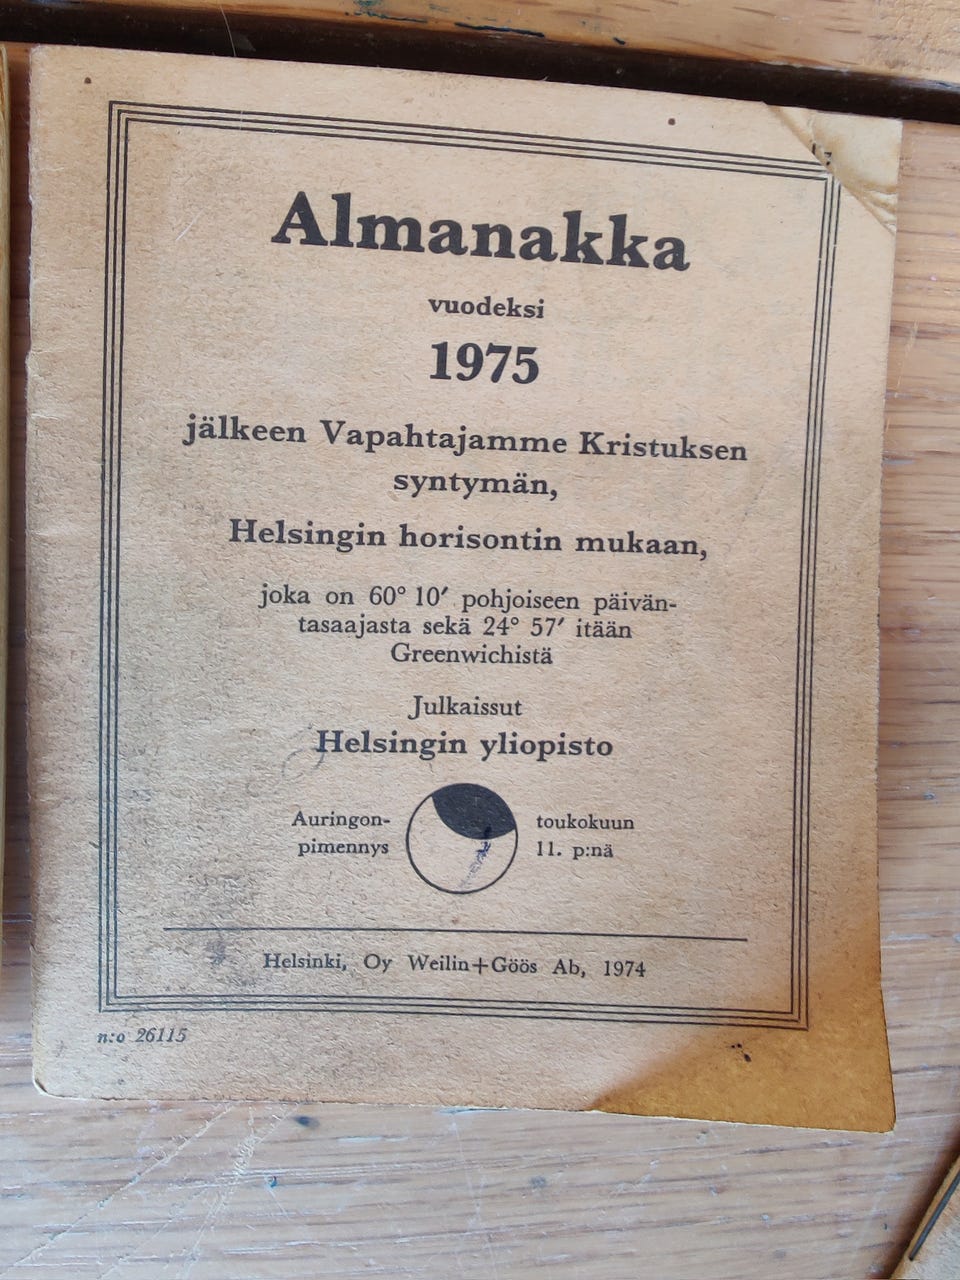 Almanakka
vuodeksi
1975
jälkeen Vapahtajamme Kristuksen
syntymän,
Helsingin horisontin mukaan,
joka on 60° 10′ pohjoiseen päivän-
tasaajasta sekä 24° 57′ itään
Greenwichistä
Julkaissut
Helsingin yliopisto
Auringon-
pimennys
toukokuun
11. p:nä
Helsinki, Oy Weilin+Göös Ab, 1974
n:o 26115